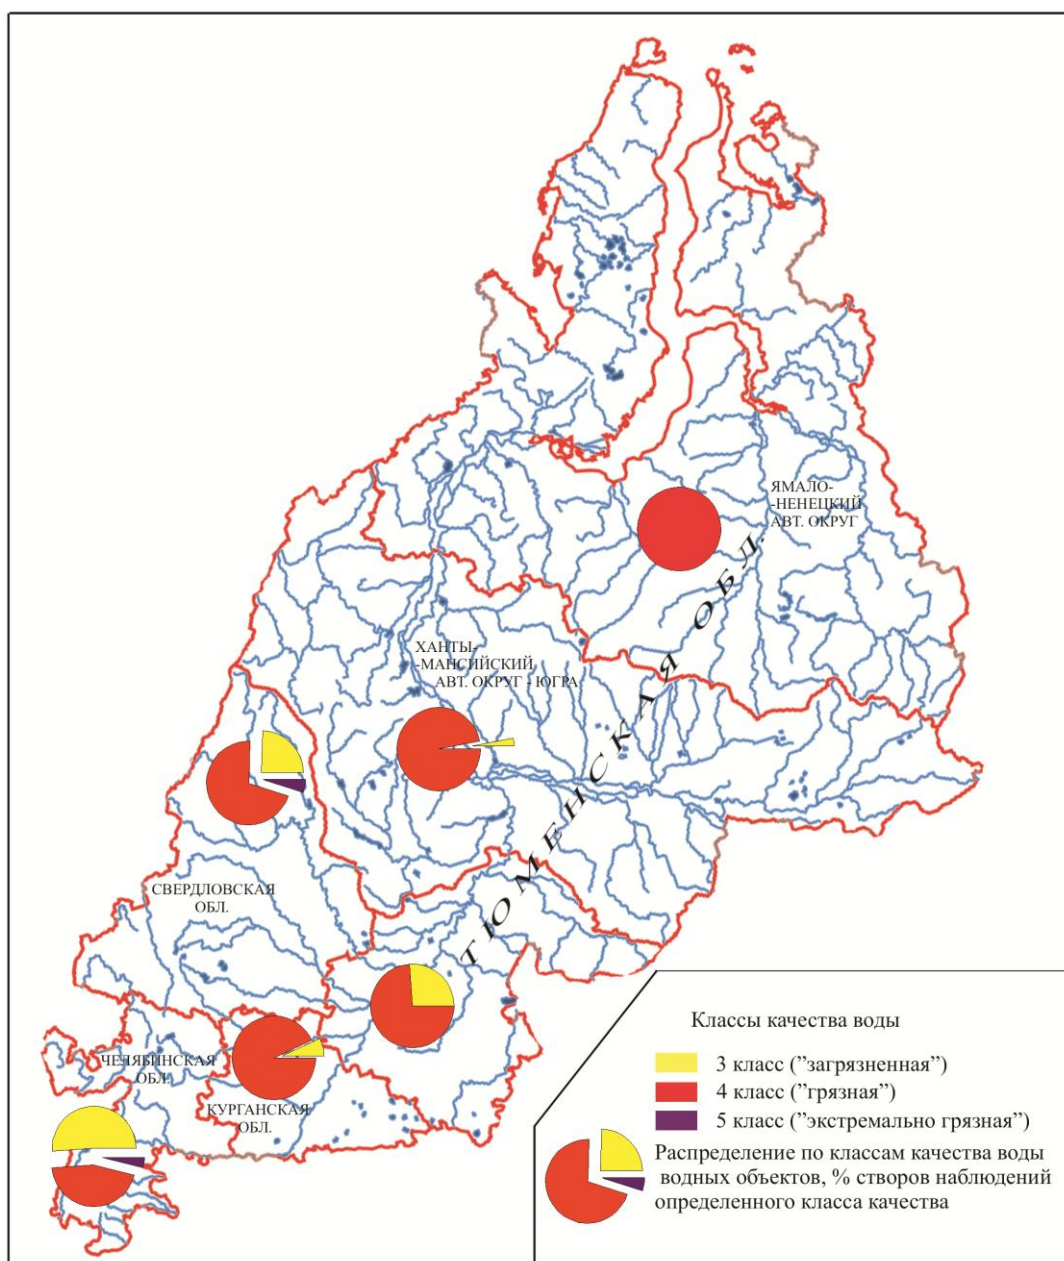 ЯМАЛО-
-НЕНЕЦКИЙ
АВТ. ОКРУГ
ХАНТЫ-
-МАНСИЙСКИЙ
АВТ. ОКРУГ - ЮГРА
ТЮМЕНСКАЯ ОБЛ.
СВЕРДЛОВСКАЯ
ОБЛ.
ЧЕЛЯБИНСКАЯ
ОБЛ.
КУРГАНСКАЯ
ОБЛ.
Классы качества воды
3 класс (”загрязненная”)
4 класс (”грязная”)
5 класс (”экстремально грязная”)
Распределение по классам качества воды
водных объектов, % створов наблюдений
определенного класса качества